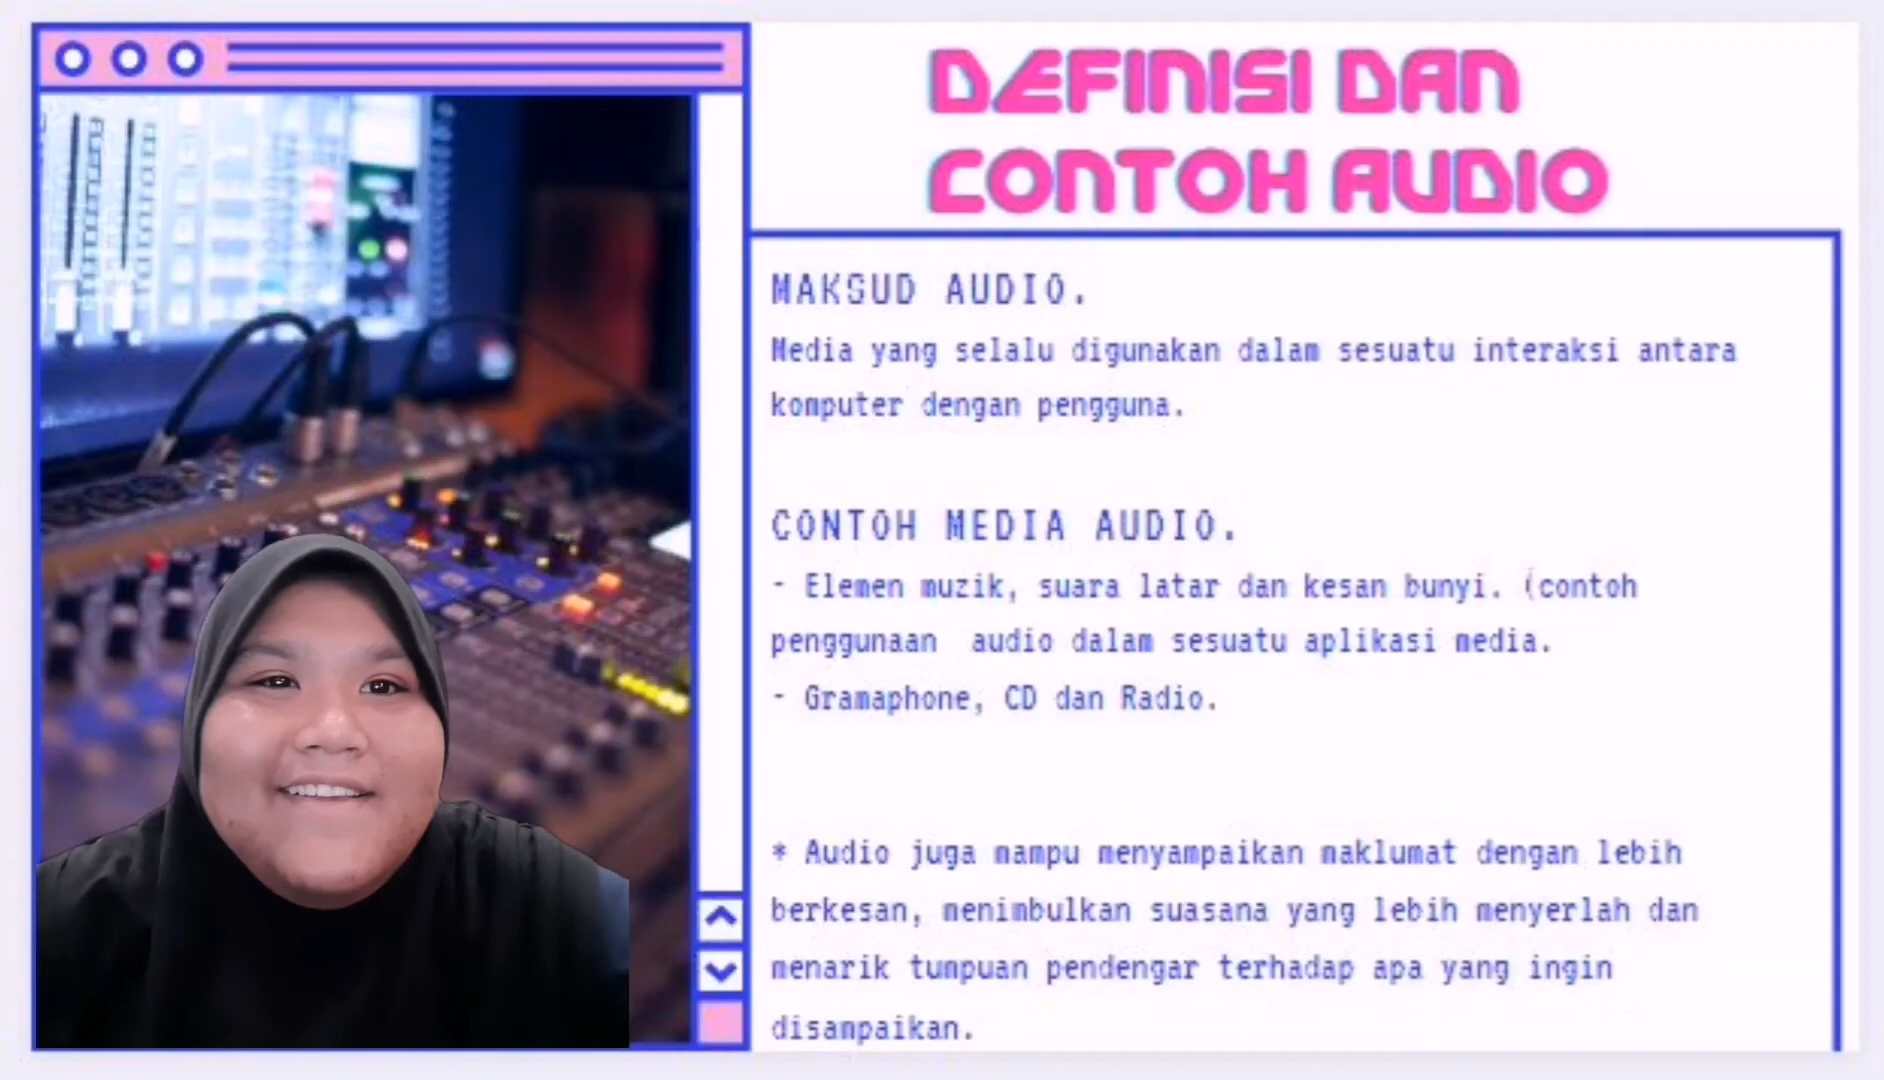 DEFINISI DAN
CONTOH AUDIO
MAKSUD AUDIO.
Media yang selalu digunakan dalam sesuatu interaksi antara
komputer dengan pengguna.
CONTOH MEDIA AUDIO.
- Elemen muzik, suara latar dan kesan bunyi. (contoh
penggunaan audio dalam sesuatu aplikasi media.
- Gramaphone, CD dan Radio.
* Audio juga mampu menyampaikan maklumat dengan lebih
berkesan, menimbulkan suasana yang lebih menyerlah dan
menarik tumpuan pendengar terhadap apa yang ingin
disampaikan.